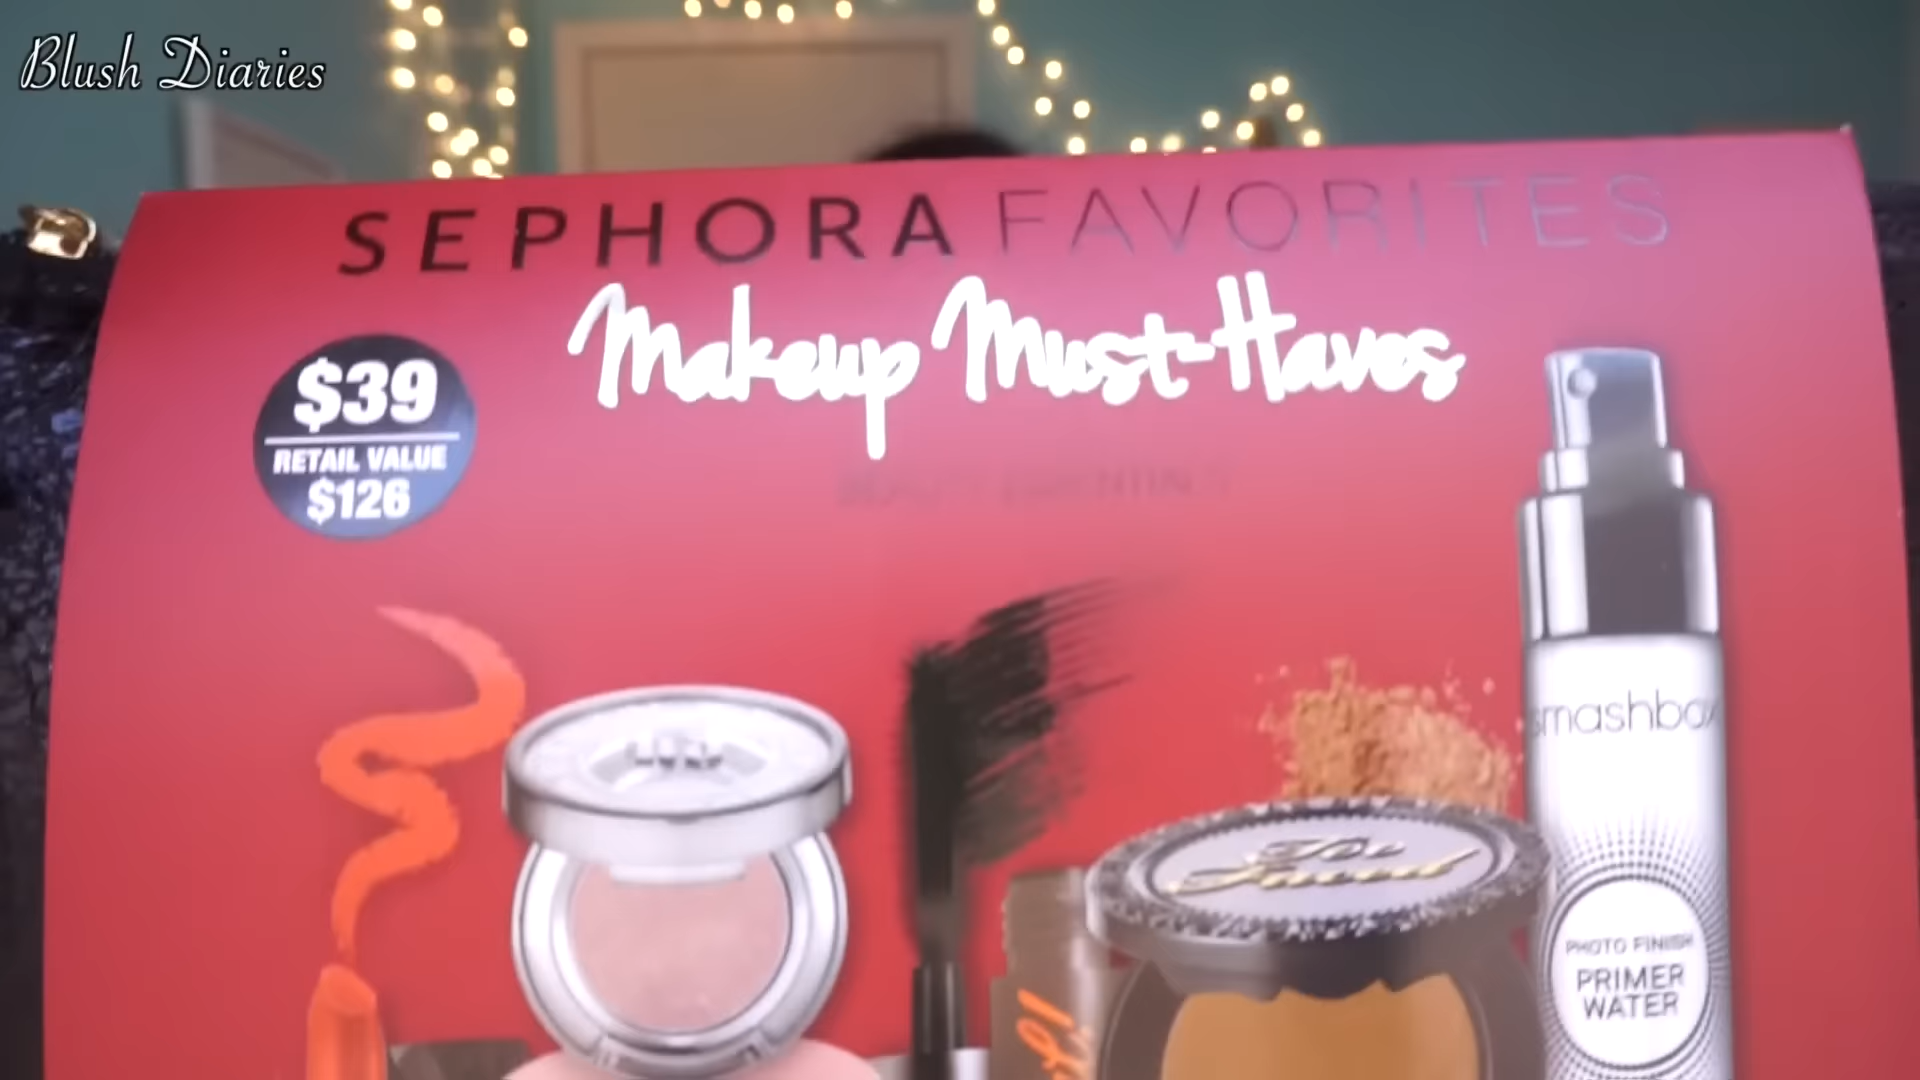 Blush Diaries
SEPHORA FAVORITES
Makeup Must-Haves
$39
RETAIL VALUE
$126
smashbox
Too
Faced
PHOTO FINISH
PRIMER
WATER